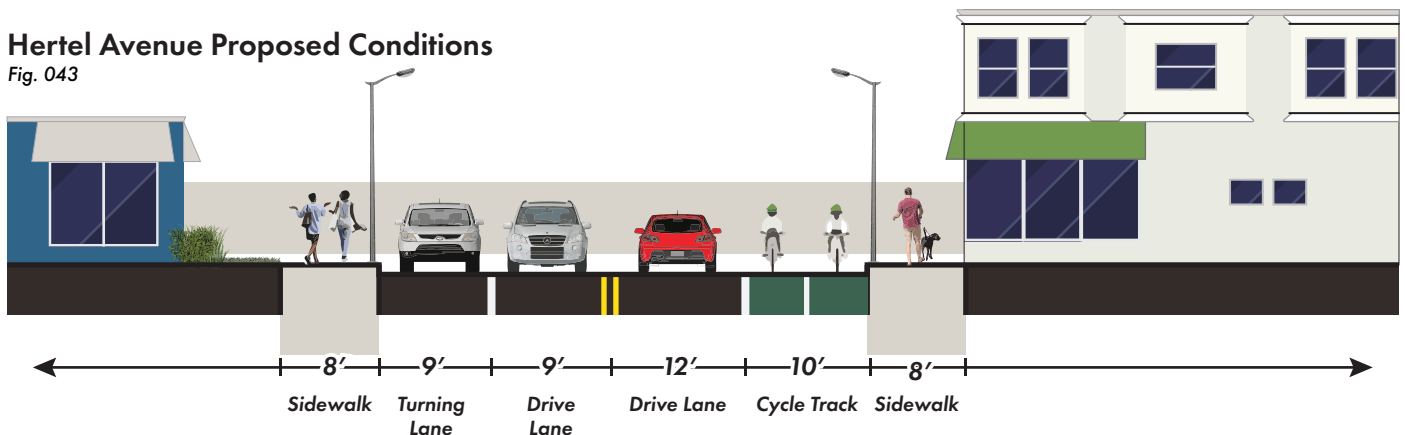 Hertel Avenue Proposed Conditions
Fig. 043
8′ 9′ 9′ 12′ 10′ 8′
Sidewalk Turning Drive Drive Lane Cycle Track Sidewalk
Lane Lane